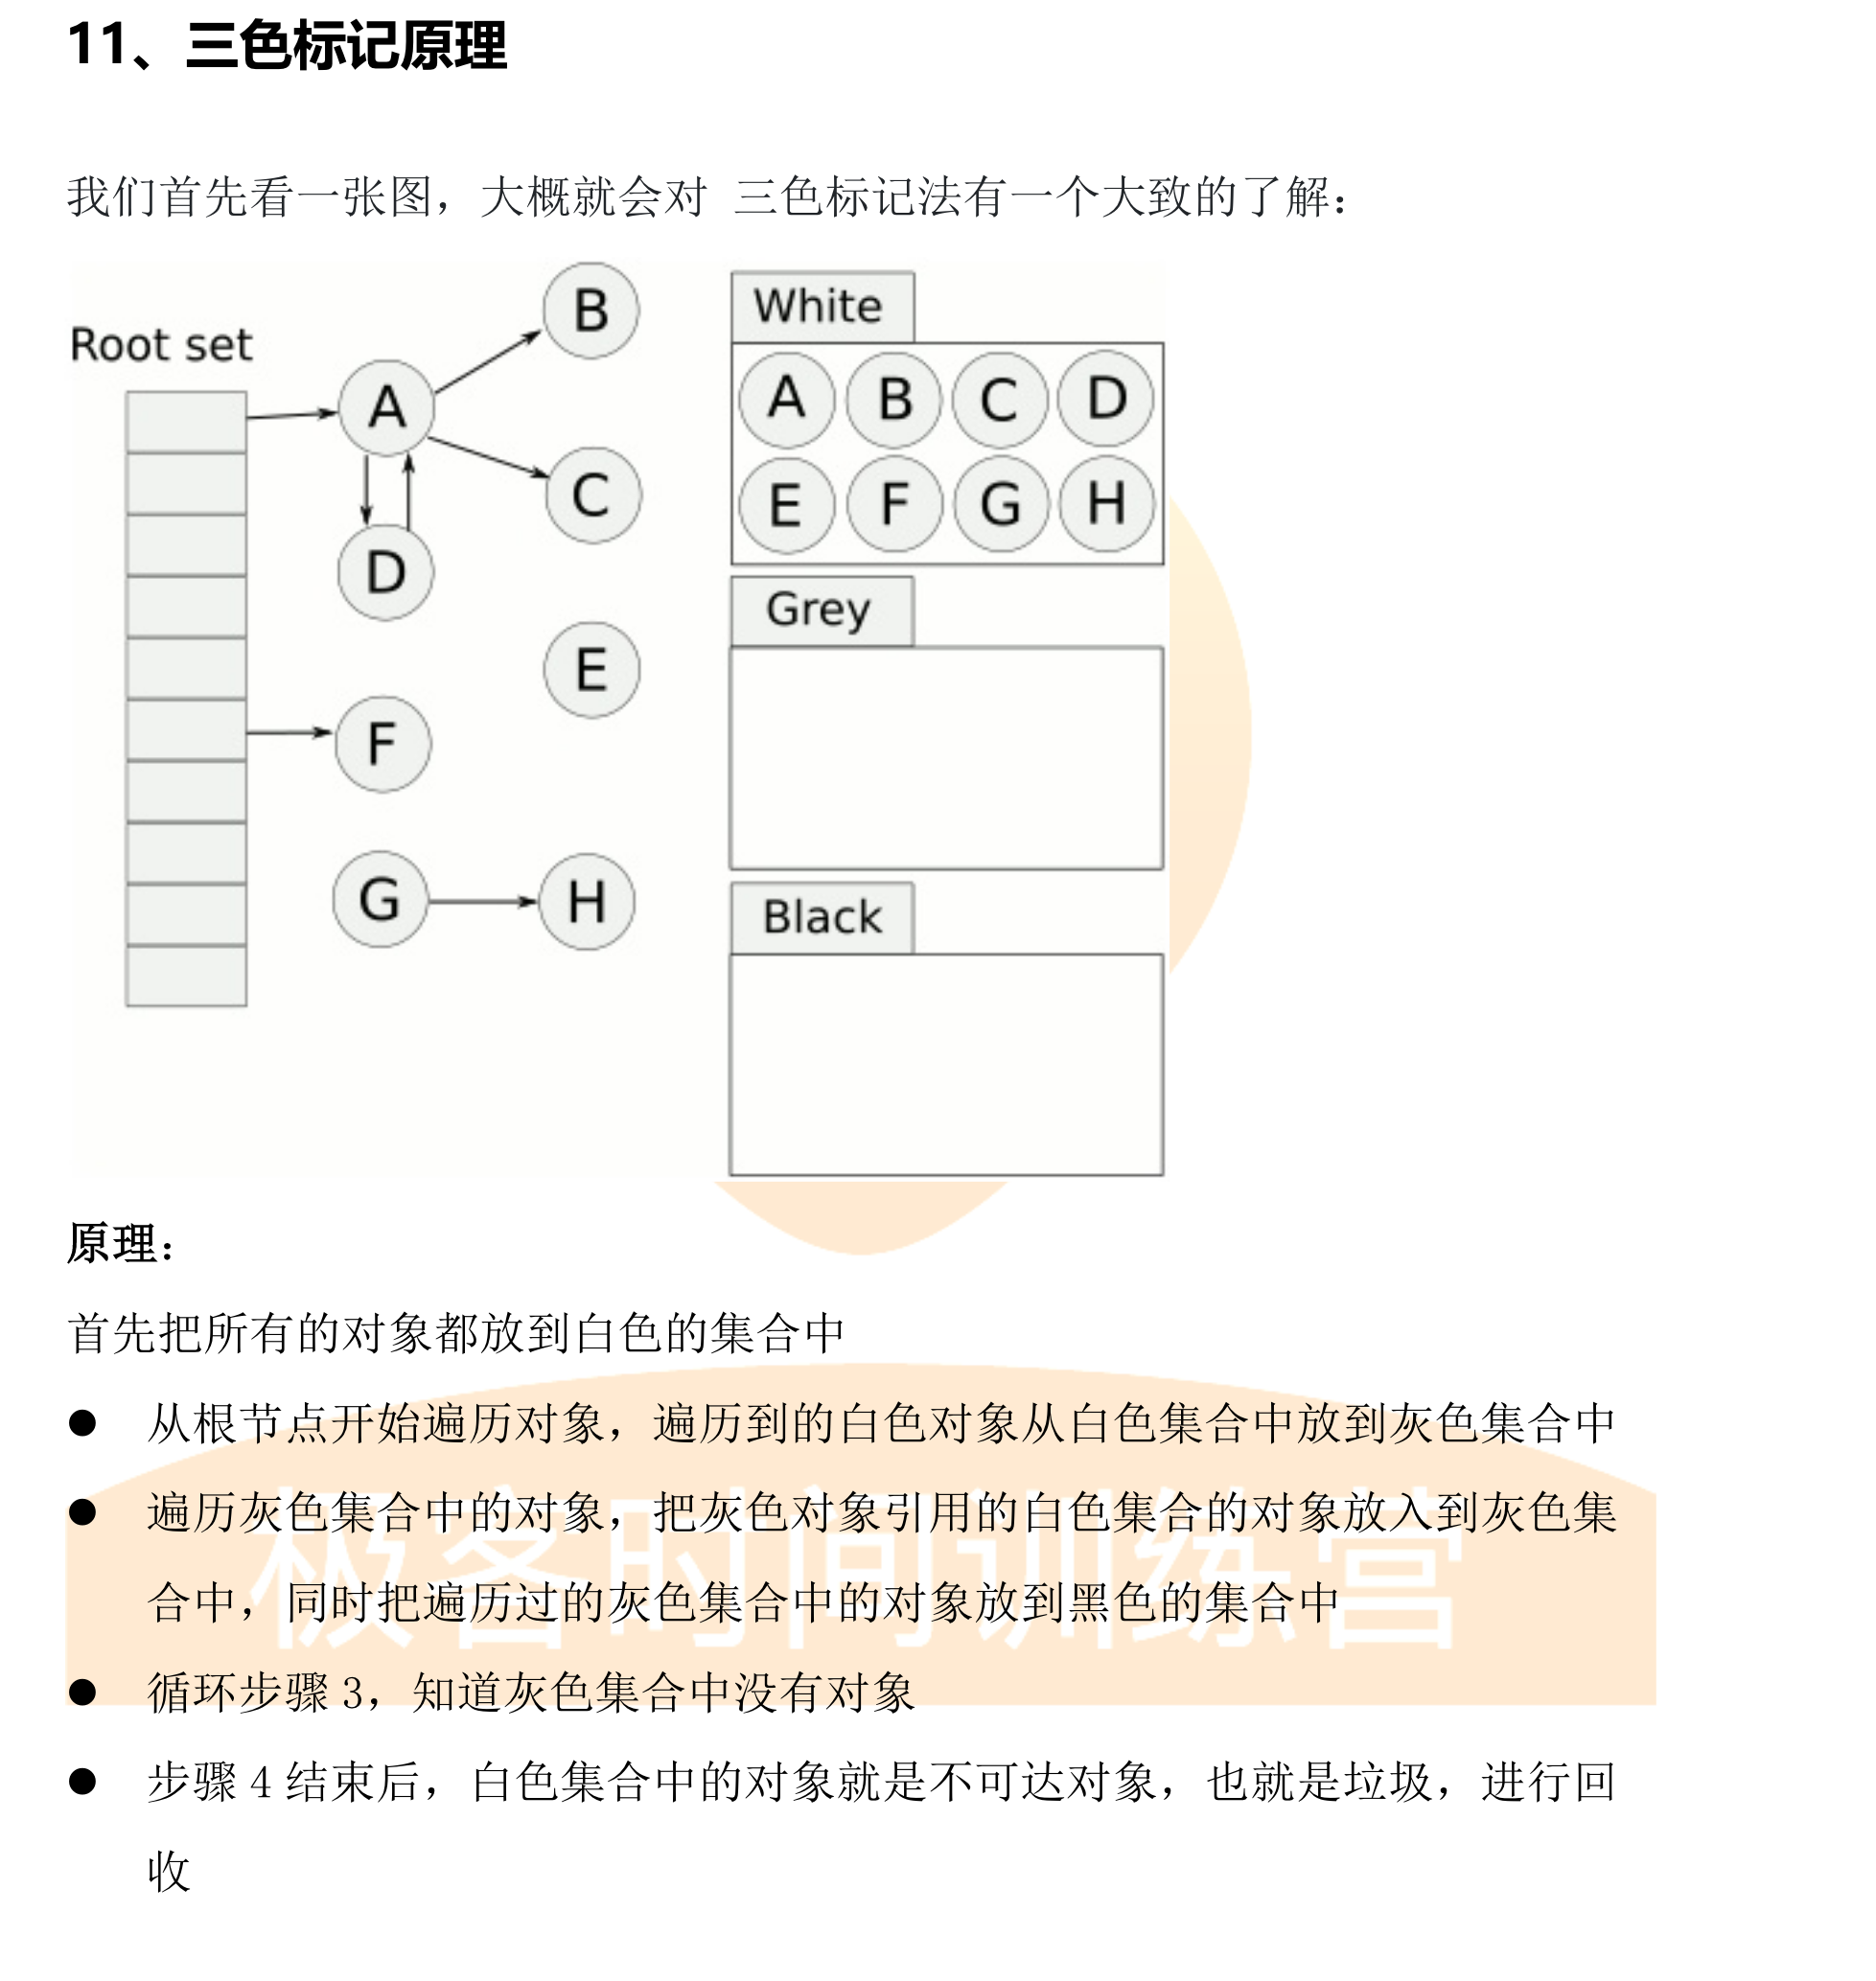 11、三色标记原理
我们首先看一张图，大概就会对 三色标记法有一个大致的了解：
Root set
A
B
C
D
E
F
G
H
White
A B C D
E F G H
Grey
Black
原理：
首先把所有的对象都放到白色的集合中
● 从根节点开始遍历对象，遍历到的白色对象从白色集合中放到灰色集合中
● 遍历灰色集合中的对象，把灰色对象引用的白色集合的对象放入到灰色集
合中，同时把遍历过的灰色集合中的对象放到黑色的集合中
● 循环步骤 3，知道灰色集合中没有对象
● 步骤 4 结束后，白色集合中的对象就是不可达对象，也就是垃圾，进行回
收
极客时间训练营